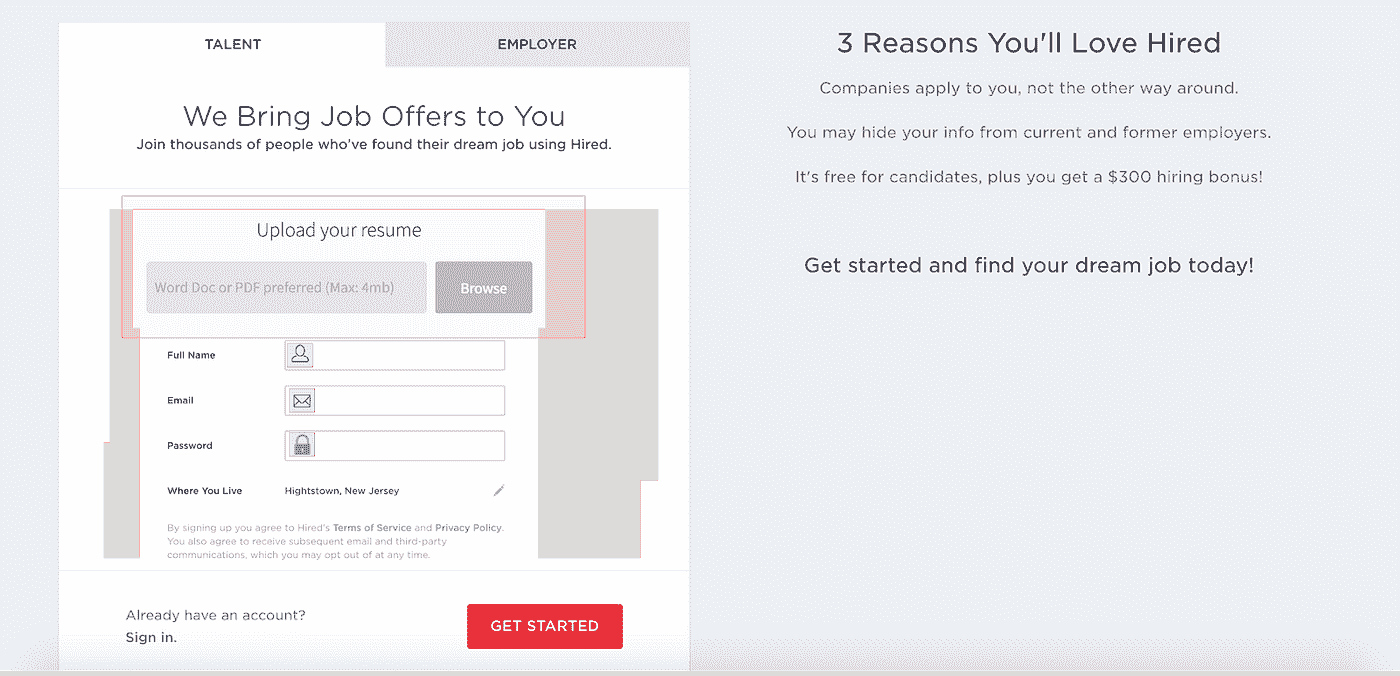 TALENT
EMPLOYER
We Bring Job Offers to You
Join thousands of people who've found their dream job using Hired.
Upload your resume
Word Doc or PDF preferred (Max: 4mb)
Browse
Full Name
Email
Password
Where You Live
Hightstown, New Jersey
By signing up you agree to Hired's Terms of Service and Privacy Policy.
You also agree to receive subsequent email and third-party
communications, which you may opt out of at any time.
Already have an account?
Sign in.
GET STARTED
3 Reasons You'll Love Hired
Companies apply to you, not the other way around.
You may hide your info from current and former employers.
It's free for candidates, plus you get a $300 hiring bonus!
Get started and find your dream job today!